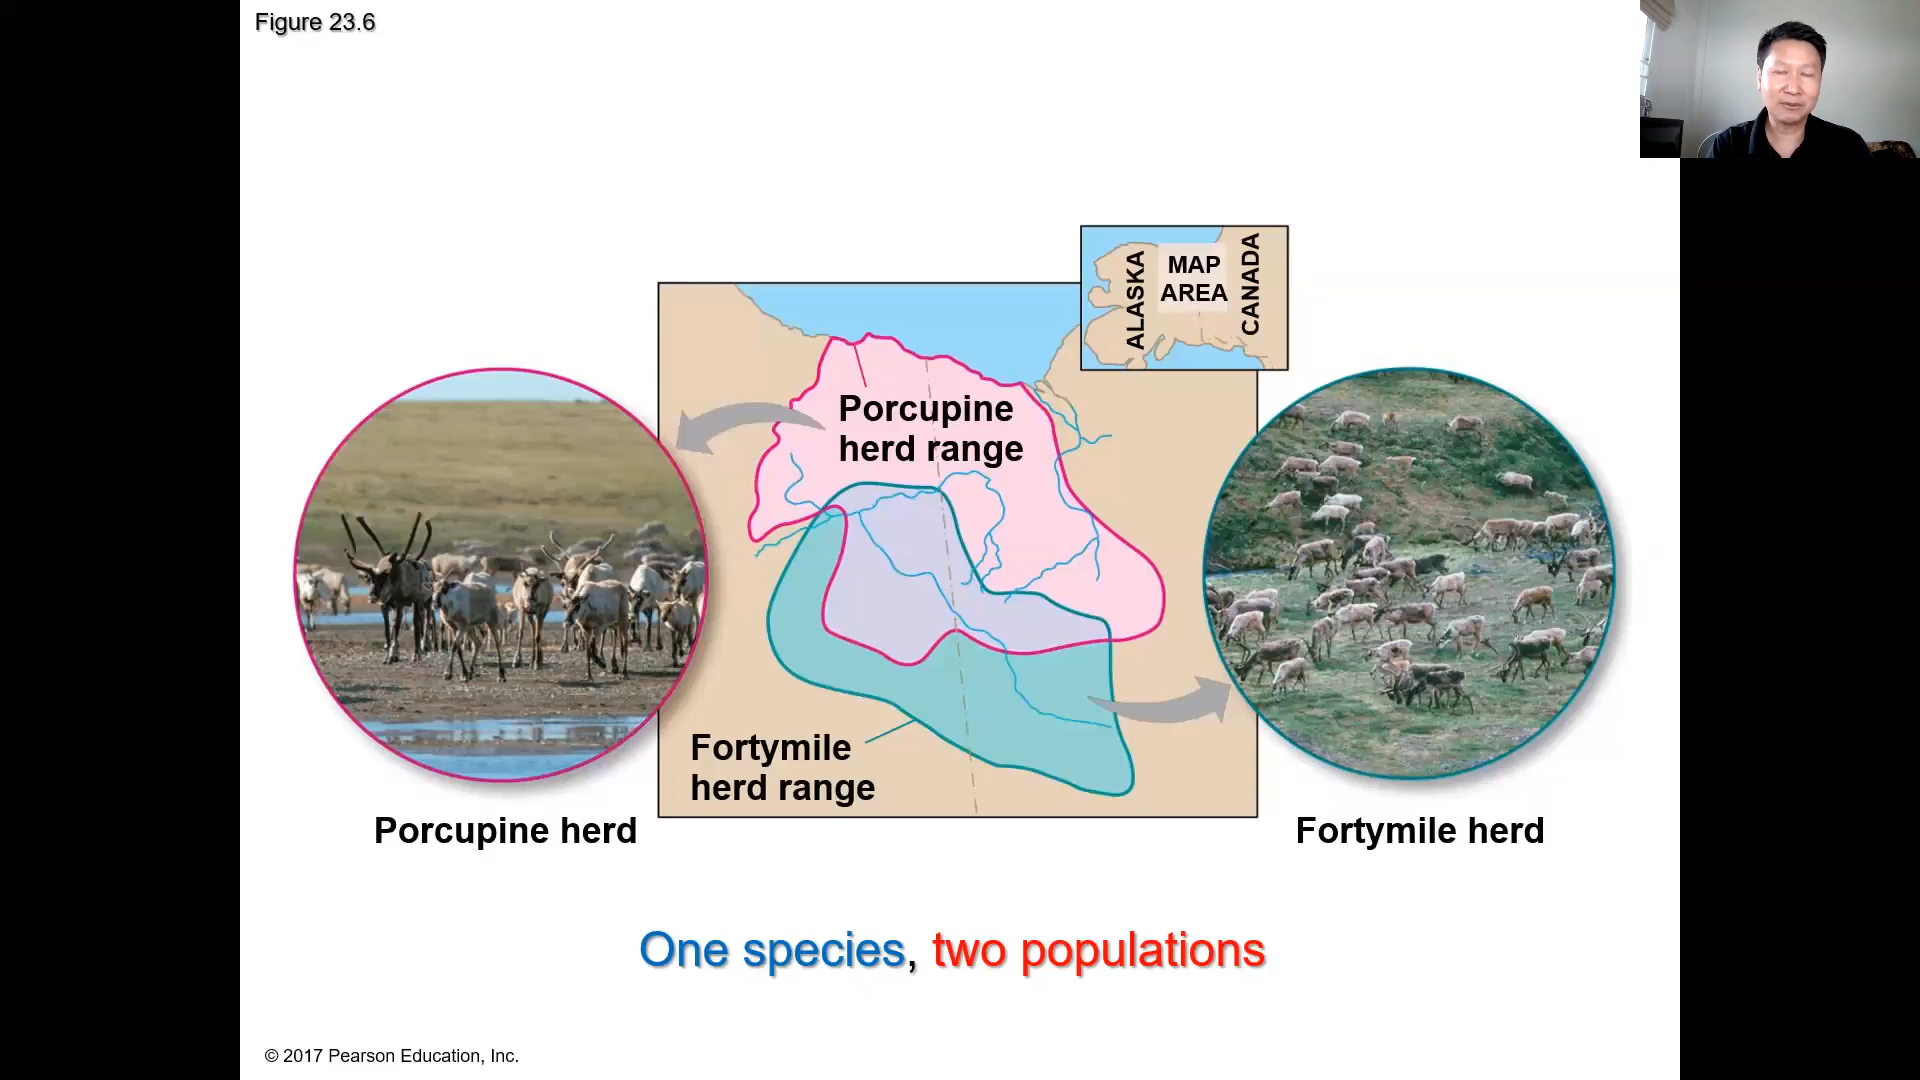 Figure 23.6
ALASKA
MAP
AREA
CANADA
Porcupine
herd range
Fortymile
herd range
Porcupine herd
Fortymile herd
One species, two populations
© 2017 Pearson Education, Inc.